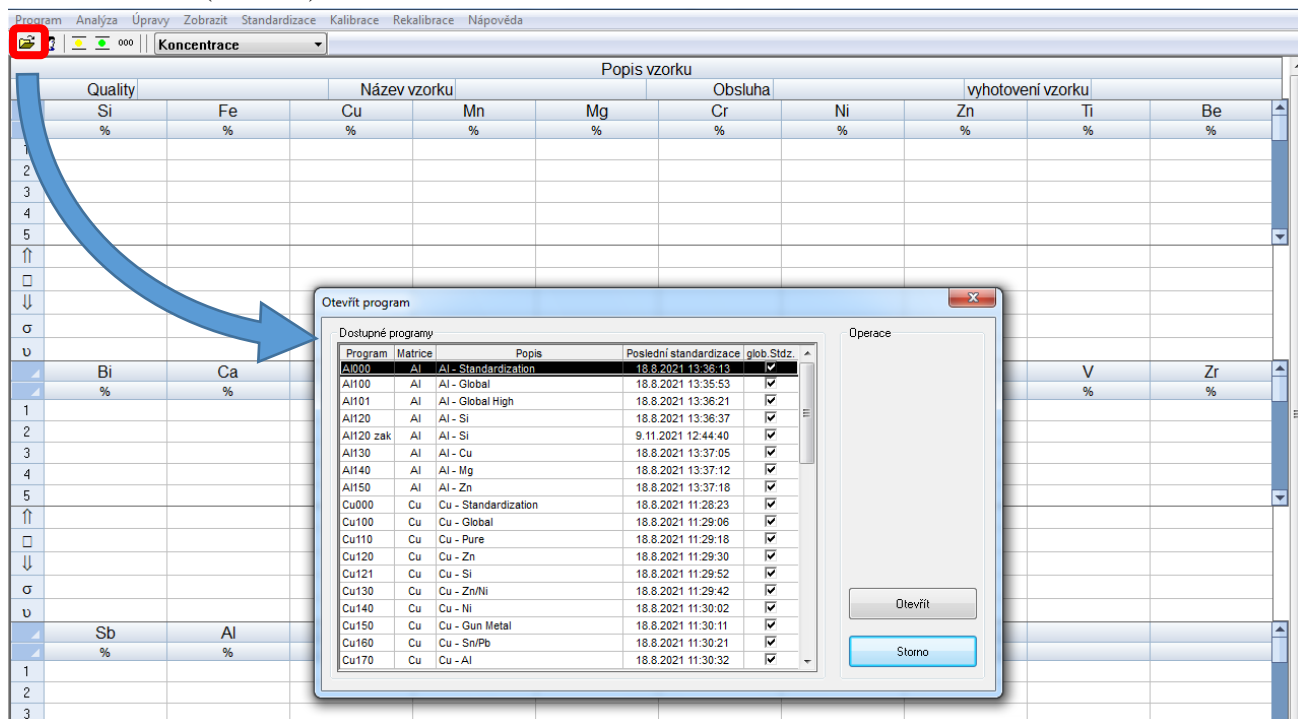 Program Analýza Úpravy Zobrazit Standardizace Kalibrace Rekalibrace Nápověda
000 Koncentrace
Popis vzorku
Quality Název vzorku Obsluha vyhotovení vzorku
Si Fe Cu Mn Mg Cr Ni Zn Ti Be
% % % % % % % % % %
1
2
3
4
5
⇑
□
⇓
σ
υ
Bi Ca V Zr
% % % %
1
2
3
4
5
⇑
□
⇓
σ
υ
Sb Al
% %
1
2
3
Otevřít program
Dostupné programy
Program Matrice Popis Poslední standardizace glob.Stdz.
Al000 Al Al - Standardization 18.8.2021 13:36:13
Al100 Al Al - Global 18.8.2021 13:35:53
Al101 Al Al - Global High 18.8.2021 13:36:21
Al120 Al Al - Si 18.8.2021 13:36:37
Al120 zak Al Al - Si 9.11.2021 12:44:40
Al130 Al Al - Cu 18.8.2021 13:37:05
Al140 Al Al - Mg 18.8.2021 13:37:12
Al150 Al Al - Zn 18.8.2021 13:37:18
Cu000 Cu Cu - Standardization 18.8.2021 11:28:23
Cu100 Cu Cu - Global 18.8.2021 11:29:06
Cu110 Cu Cu - Pure 18.8.2021 11:29:18
Cu120 Cu Cu - Zn 18.8.2021 11:29:30
Cu121 Cu Cu - Si 18.8.2021 11:29:52
Cu130 Cu Cu - Zn/Ni 18.8.2021 11:29:42
Cu140 Cu Cu - Ni 18.8.2021 11:30:02
Cu150 Cu Cu - Gun Metal 18.8.2021 11:30:11
Cu160 Cu Cu - Sn/Pb 18.8.2021 11:30:21
Cu170 Cu Cu - Al 18.8.2021 11:30:32
Operace
Otevřít
Storno